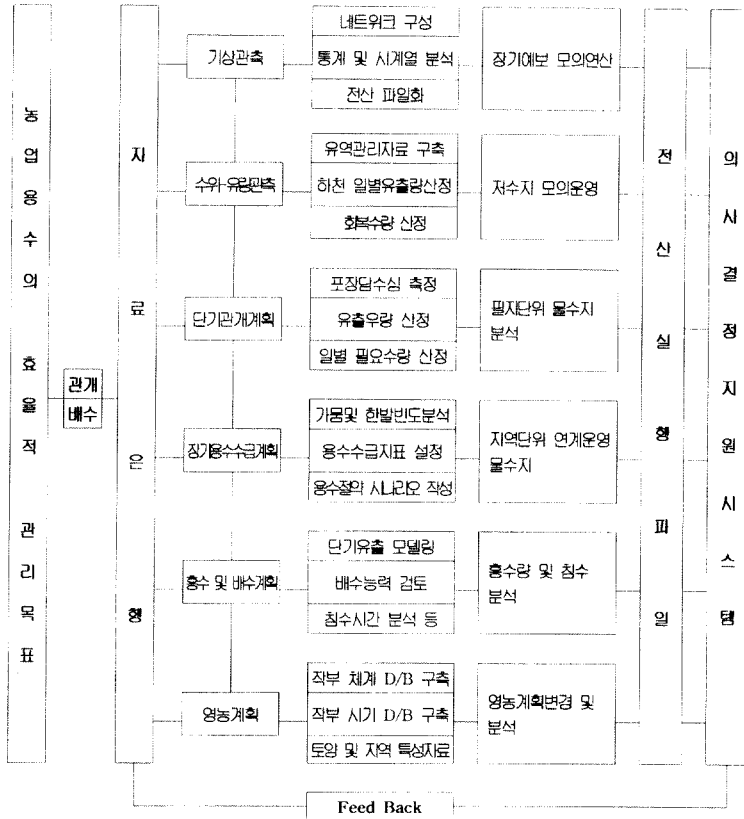 농업용수의 효율적 관리목표
관개
배수
자료은행
기상관측
네트워크 구성
통계 및 시계열 분석
전산 파일화
장기예보 모의연산
수위·유량관측
유역관리자료 구축
하천 일별유출량산정
회복수량 산정
저수지 모의운영
단기관개계획
포장담수심 측정
유출우량 산정
일별 필요수량 산정
필지단위 물수지
분석
장기용수수급계획
가뭄및 한발빈도분석
용수수급지표 설정
용수절약 시나리오 작성
지역단위 연계운영
물수지
홍수 및 배수계획
단기유출 모델링
배수능력 검토
침수시간 분석 등
홍수량 및 침수
분석
영농계획
작부 체계 D/B 구축
작부 시기 D/B 구축
토양 및 지역 특성자료
영농계획변경 및
분석
전산실행파일
의사결정지원시스템
Feed Back